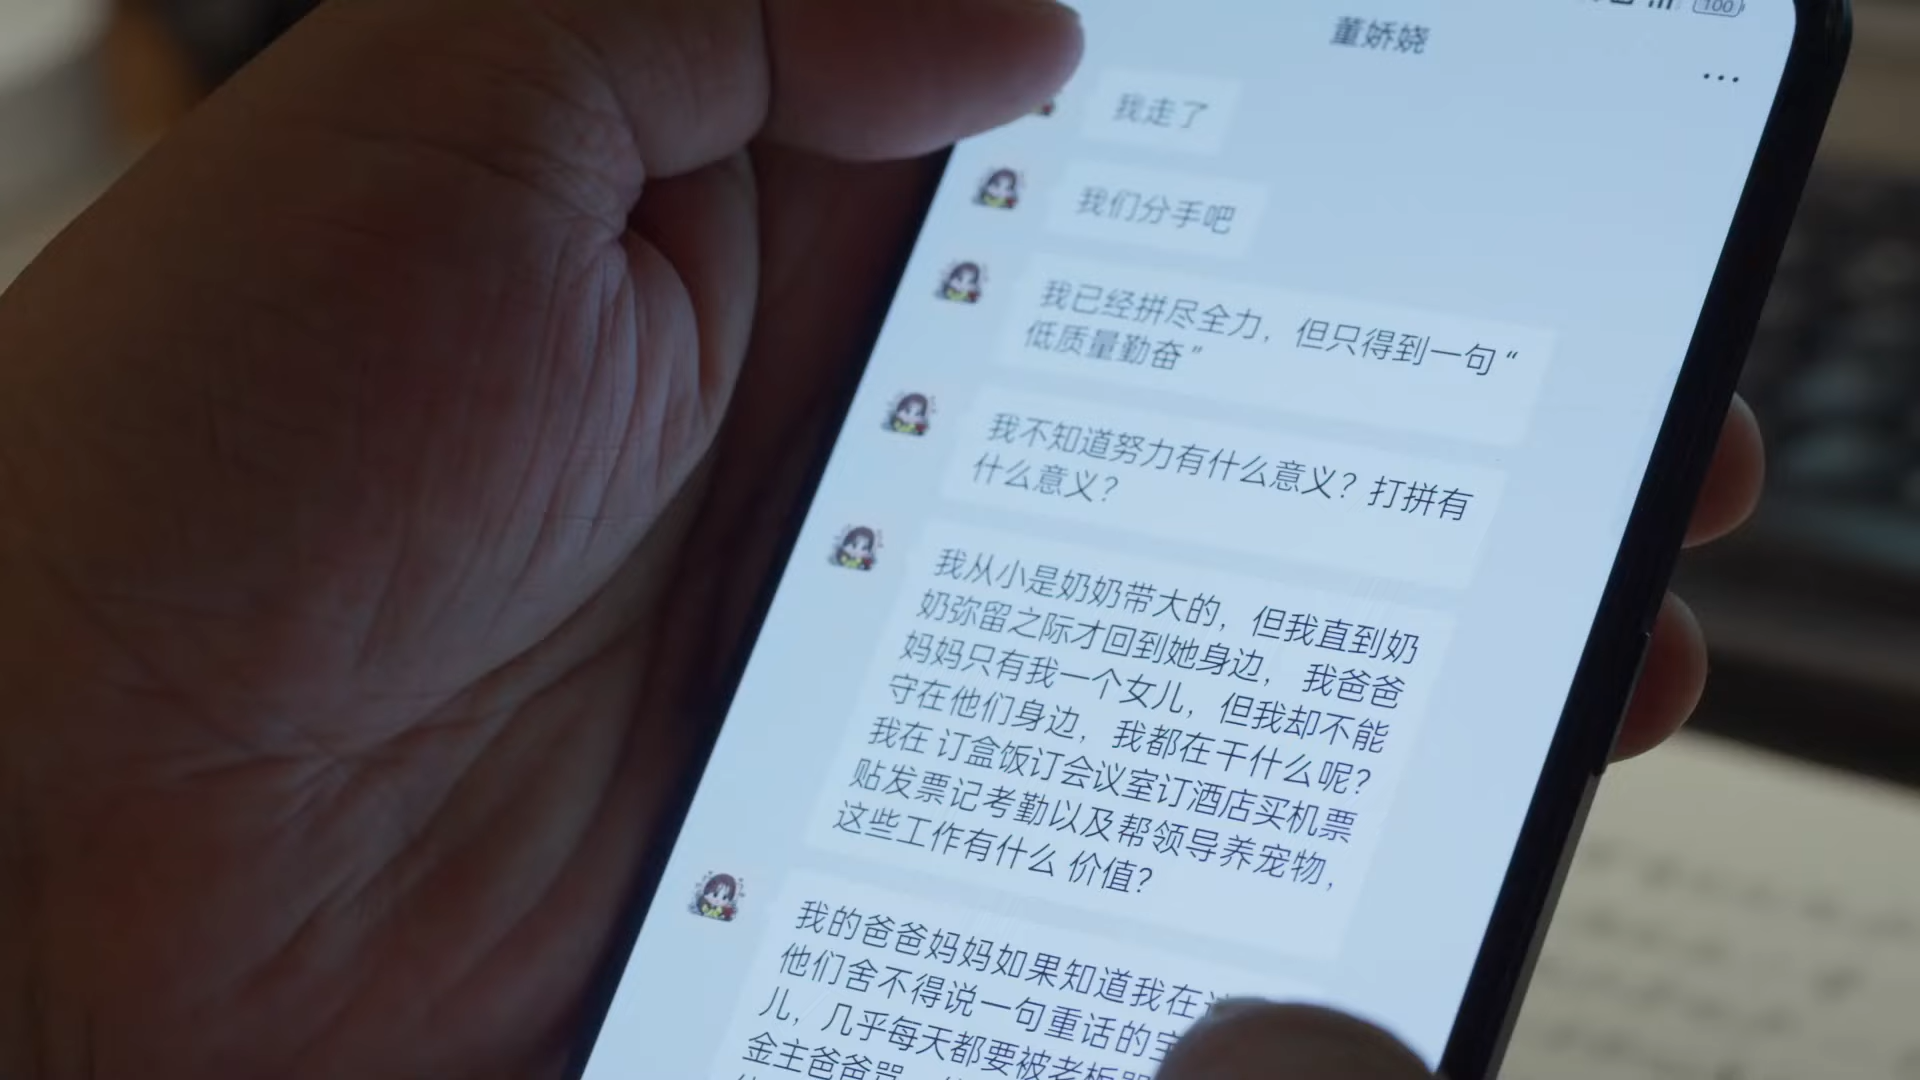 100
董娇娆
...
我走了
我们分手吧
我已经拼尽全力，但只得到一句“
低质量勤奋”
我不知道努力有什么意义？打拼有
什么意义？
我从小是奶奶带大的，但我直到奶
奶弥留之际才回到她身边，我爸爸
妈妈只有我一个女儿，但我却不能
守在他们身边，我都在干什么呢？
我在 订盒饭订会议室订酒店买机票
贴发票记考勤以及帮领导养宠物，
这些工作有什么 价值？
我的爸爸妈妈如果知道我在
他们舍不得说一句重话的宝
儿，几乎每天都要被老板
金主爸爸骂